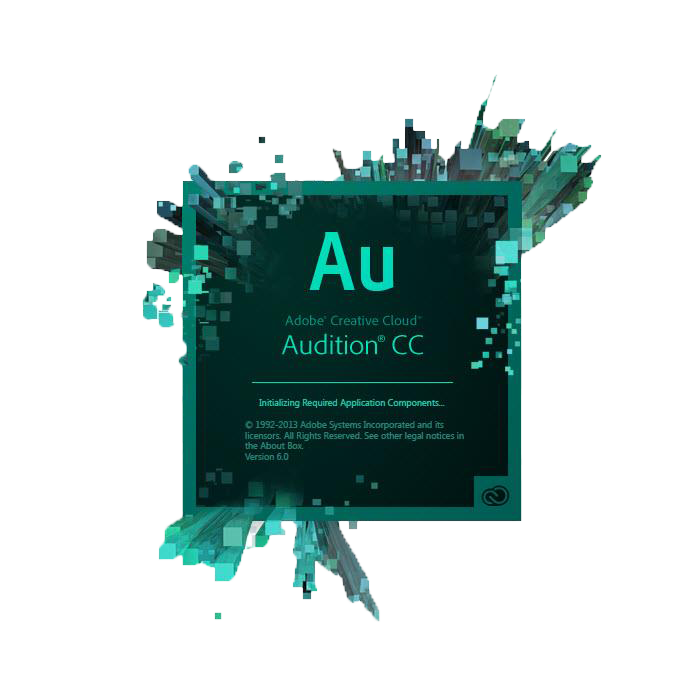 Au
Adobe® Creative Cloud™
Audition® CC
Initializing Required Application Components...
© 1992-2013 Adobe Systems Incorporated and its
licensors. All Rights Reserved. See other legal notices in
the About Box.
Version 6.0